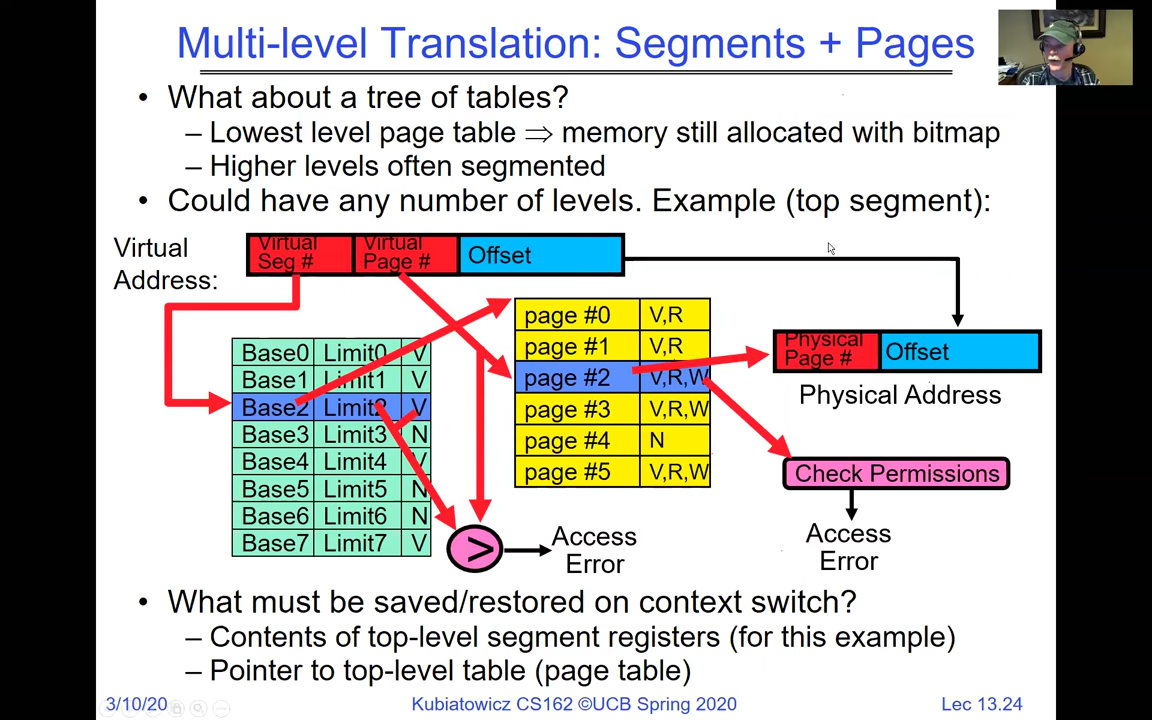 Multi-level Translation: Segments + Pages
• What about a tree of tables?
– Lowest level page table ⇒ memory still allocated with bitmap
– Higher levels often segmented
• Could have any number of levels. Example (top segment):
Virtual
Address:
Virtual
Seg #
Virtual
Page #
Offset
Base0 Limit0 V
Base1 Limit1 V
Base2 Limit2 V
Base3 Limit3 N
Base4 Limit4 V
Base5 Limit5 N
Base6 Limit6 N
Base7 Limit7 V
page #0 V,R
page #1 V,R
page #2 V,R,W
page #3 V,R,W
page #4 N
page #5 V,R,W
Physical
Page #
Offset
Physical Address
>
Access
Error
Check Permissions
Access
Error
• What must be saved/restored on context switch?
– Contents of top-level segment registers (for this example)
– Pointer to top-level table (page table)
3/10/20 Kubiatowicz CS162 ©UCB Spring 2020 Lec 13.24